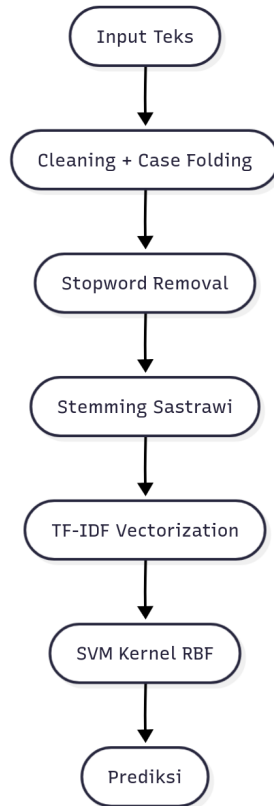 Input Teks
Cleaning + Case Folding
Stopword Removal
Stemming Sastrawi
TF-IDF Vectorization
SVM Kernel RBF
Prediksi